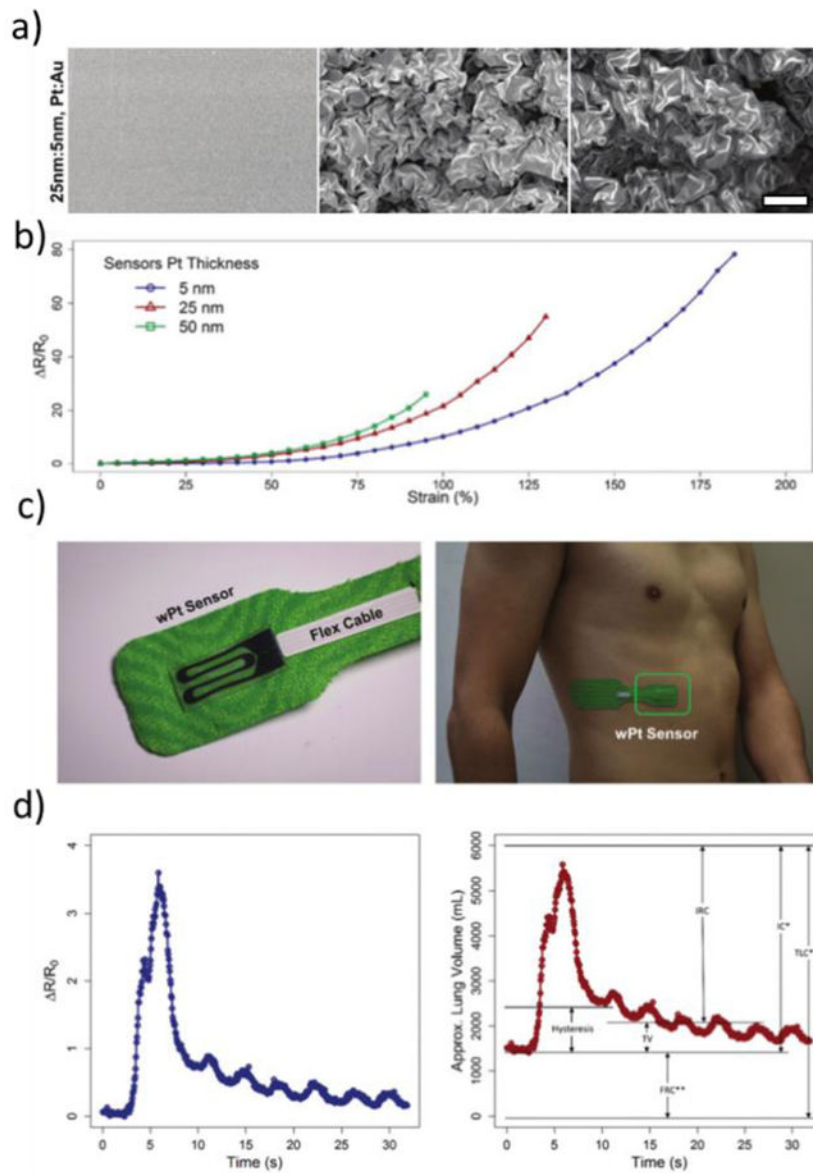 a)
25nm:5nm, Pt:Au
b)
80
60
40
20
0
ΔR/R0
Sensors Pt Thickness
5 nm
25 nm
50 nm
0 25 50 75 100 125 150 175 200
Strain (%)
c)
wPt Sensor
Flex Cable
wPt Sensor
d)
4
3
2
1
0
ΔR/R0
0 5 10 15 20 25 30
Time (s)
6000
5000
4000
3000
2000
1000
0
Approx. Lung Volume (mL)
IRC
IC*
TLC*
Hysteresis
TV
FRC**
0 5 10 15 20 25 30
Time (s)